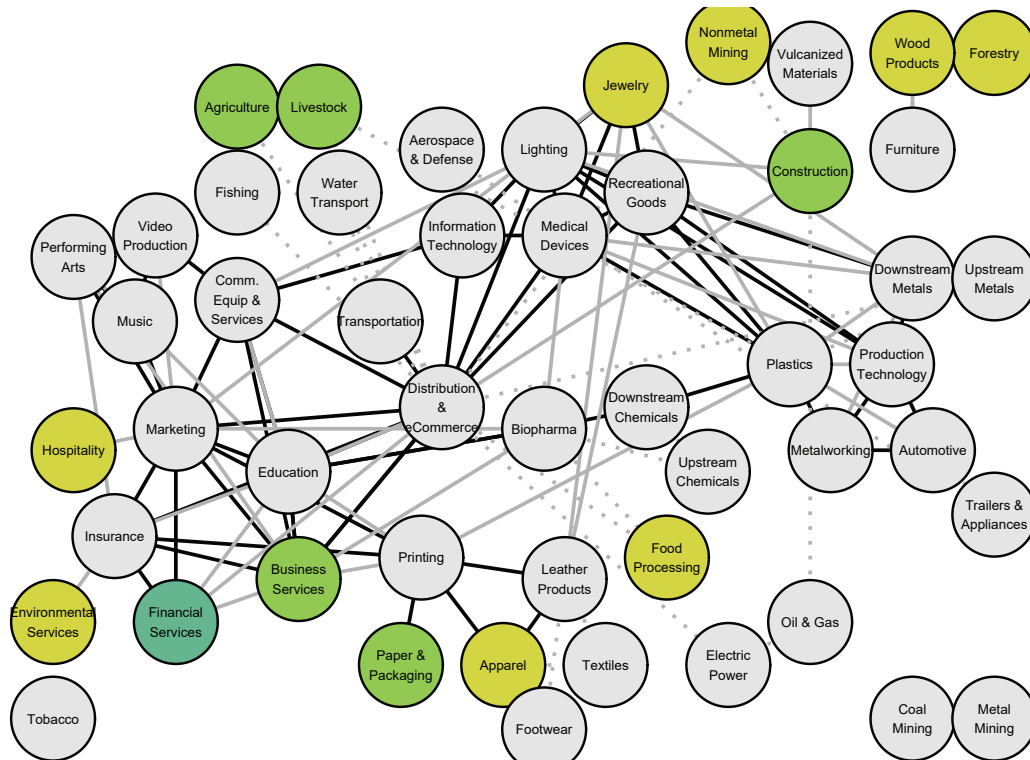 Nonmetal
Mining
Vulcanized
Materials
Wood
Products
Forestry
Jewelry
Agriculture
Livestock
Aerospace
& Defense
Lighting
Furniture
Construction
Fishing
Water
Transport
Recreational
Goods
Video
Production
Performing
Arts
Information
Technology
Medical
Devices
Comm.
Equip &
Services
Downstream
Metals
Upstream
Metals
Music
Transportation
Plastics
Production
Technology
Distribution &
eCommerce
Downstream
Chemicals
Marketing
Biopharma
Hospitality
Metalworking
Automotive
Education
Upstream
Chemicals
Trailers &
Appliances
Insurance
Printing
Food
Processing
Business
Services
Leather
Products
Environmental
Services
Financial
Services
Oil & Gas
Paper &
Packaging
Apparel
Textiles
Electric
Power
Tobacco
Footwear
Coal
Mining
Metal
Mining